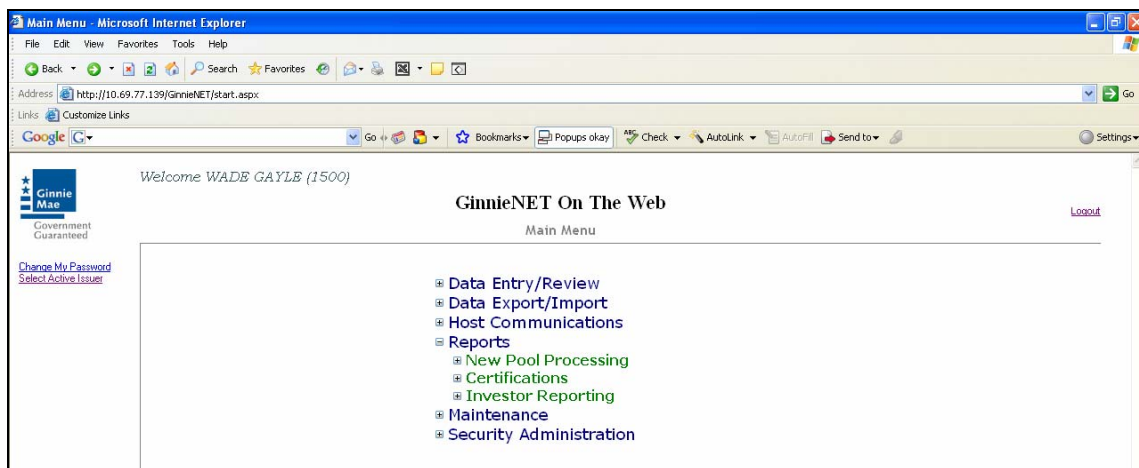 Main Menu - Microsoft Internet Explorer
File Edit View Favorites Tools Help
Back Search Favorites
Address http://10.69.77.139/GinnieNET/start.aspx Go
Links Customize Links
Google G Go Bookmarks Popups okay ABC Check AutoLink AutoFill Send to Settings
Ginnie
Mae
Government
Guaranteed
Welcome WADE GAYLE (1500)
GinnieNET On The Web
Logout
Main Menu
Change My Password
Select Active Issuer
Data Entry/Review
Data Export/Import
Host Communications
Reports
New Pool Processing
Certifications
Investor Reporting
Maintenance
Security Administration